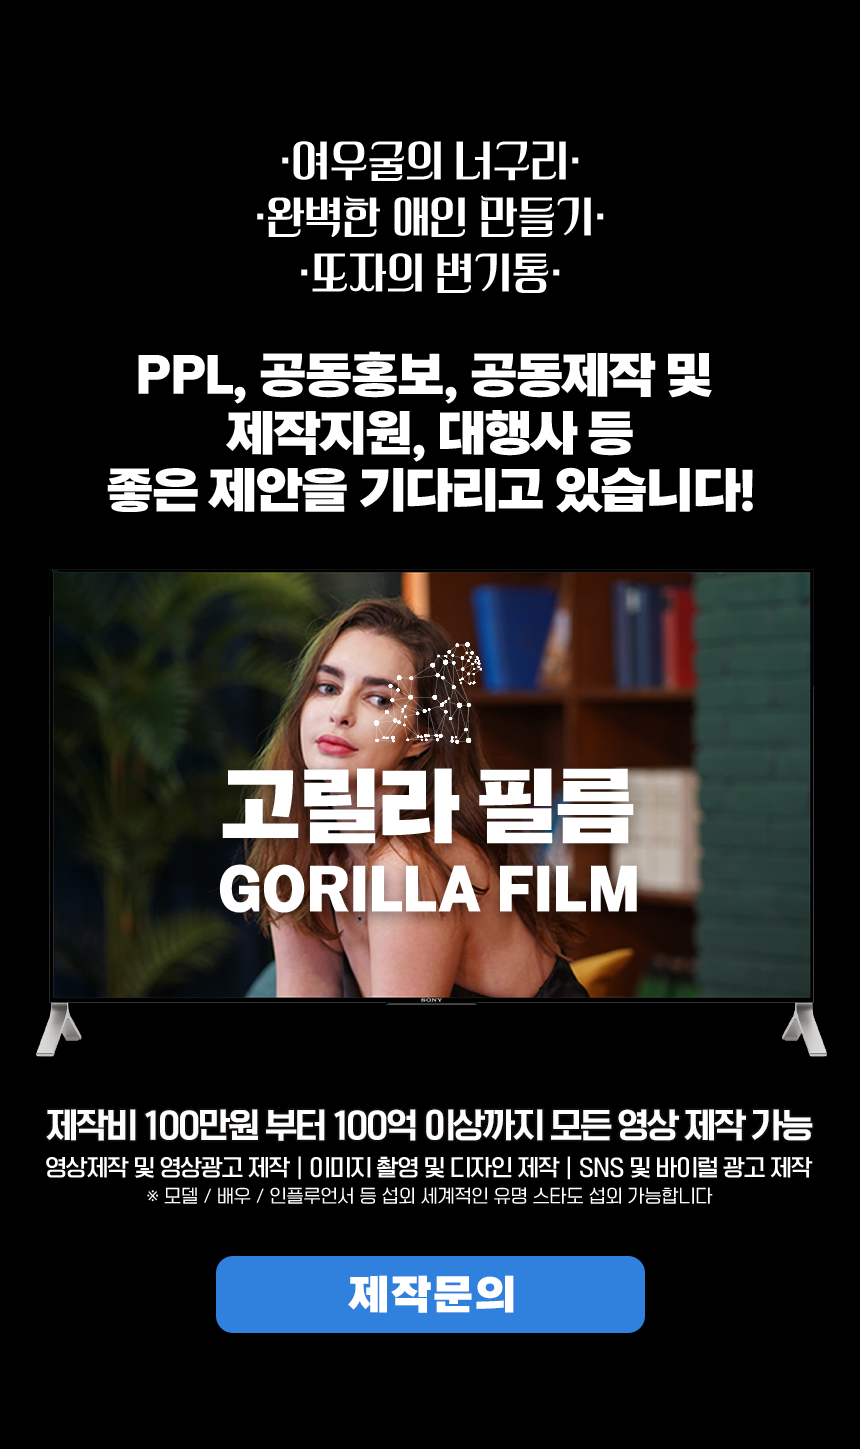 ·여우굴의 너구리·
·완벽한 애인 만들기·
·또자의 변기통·
PPL, 공동홍보, 공동제작 및
제작지원, 대행사 등
좋은 제안을 기다리고 있습니다!
고릴라 필름
GORILLA FILM
SONY
제작비 100만원 부터 100억 이상까지 모든 영상 제작 가능
영상제작 및 영상광고 제작 | 이미지 촬영 및 디자인 제작 | SNS 및 바이럴 광고 제작
※ 모델 / 배우 / 인플루언서 등 섭외 세계적인 유명 스타도 섭외 가능합니다
제작문의